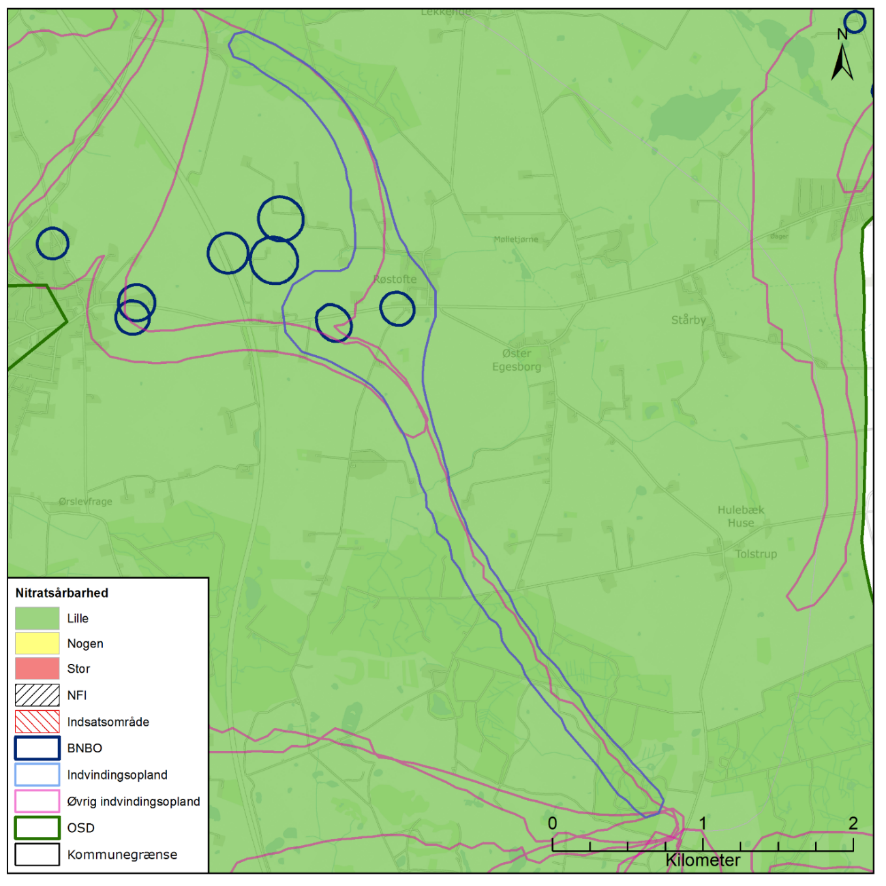 Lekkende
N
Mølletjørne
Røstofte
Stårby
Øster
Egesborg
Ørslevfrage
Hulebæk
Huse
Tolstrup
Nitratsårbarhed
Lille
Nogen
Stor
NFI
Indsatsområde
BNBO
Indvindingsopland
Øvrig indvindingsopland
OSD
Kommunegrænse
0 1 2
Kilometer